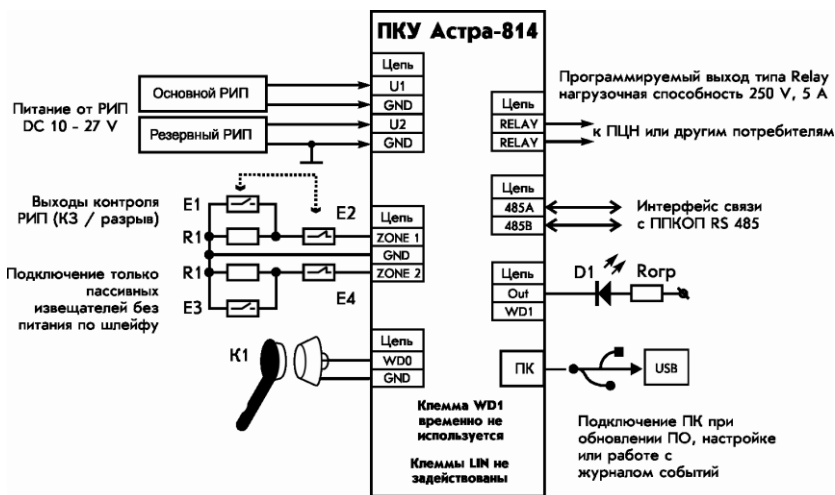 ПКУ Астра-814
Цепь
U1
GND
U2
GND
Основной РИП
Резервный РИП
Питание от РИП
DC 10 - 27 V
Выходы контроля
РИП (КЗ / разрыв)
E1
E2
R1
R1
E3
E4
Подключение только
пассивных
извещателей без
питания по шлейфу
Цепь
ZONE 1
GND
ZONE 2
K1
Цепь
WD0
GND
Клемма WD1
временно не
используется
Клеммы LIN не
задействованы
Программируемый выход типа Relay
нагрузочная способность 250 V, 5 A
Цепь
RELAY
RELAY
к ПЦН или другим потребителям
Цепь
485A
485B
Интерфейс связи
с ППКОП RS 485
Цепь
Out
WD1
D1
Rогр
ПК
USB
Подключение ПК при
обновлении ПО, настройке
или работе с
журналом событий